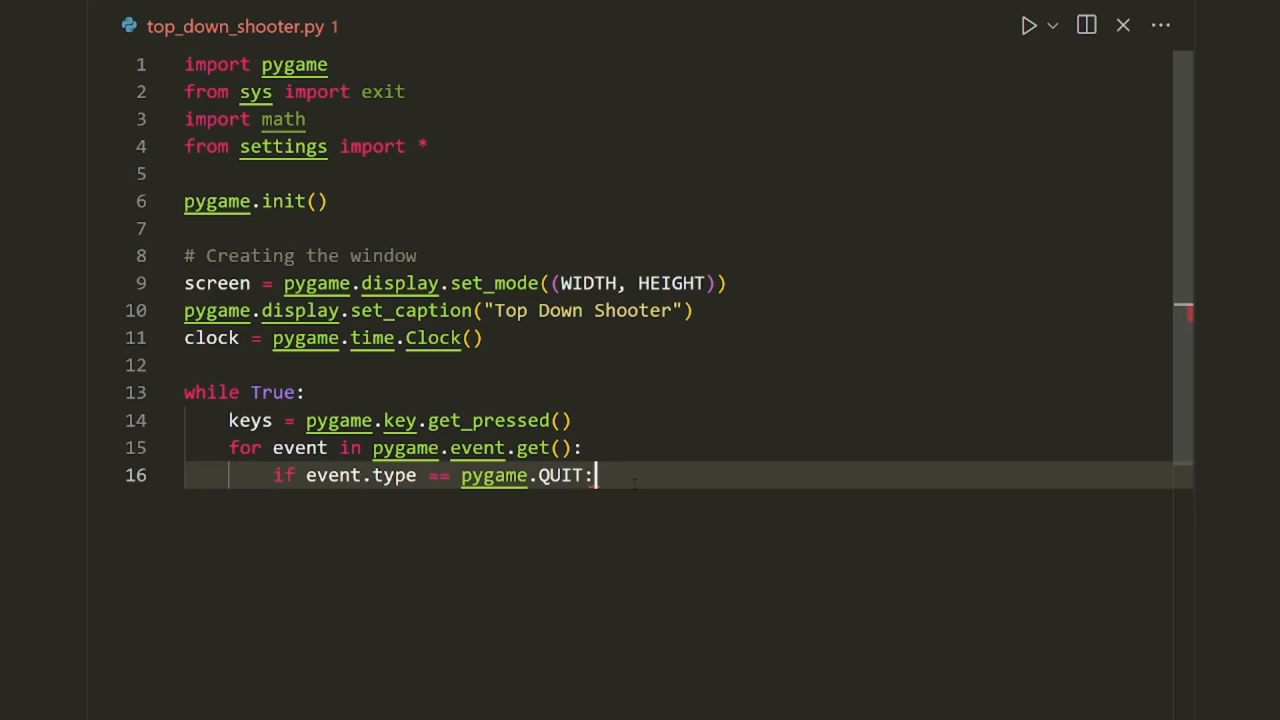 top_down_shooter.py 1
1 import pygame
2 from sys import exit
3 import math
4 from settings import *
5
6 pygame.init()
7
8 # Creating the window
9 screen = pygame.display.set_mode((WIDTH, HEIGHT))
10 pygame.display.set_caption("Top Down Shooter")
11 clock = pygame.time.Clock()
12
13 while True:
14     keys = pygame.key.get_pressed()
15     for event in pygame.event.get():
16         if event.type == pygame.QUIT: